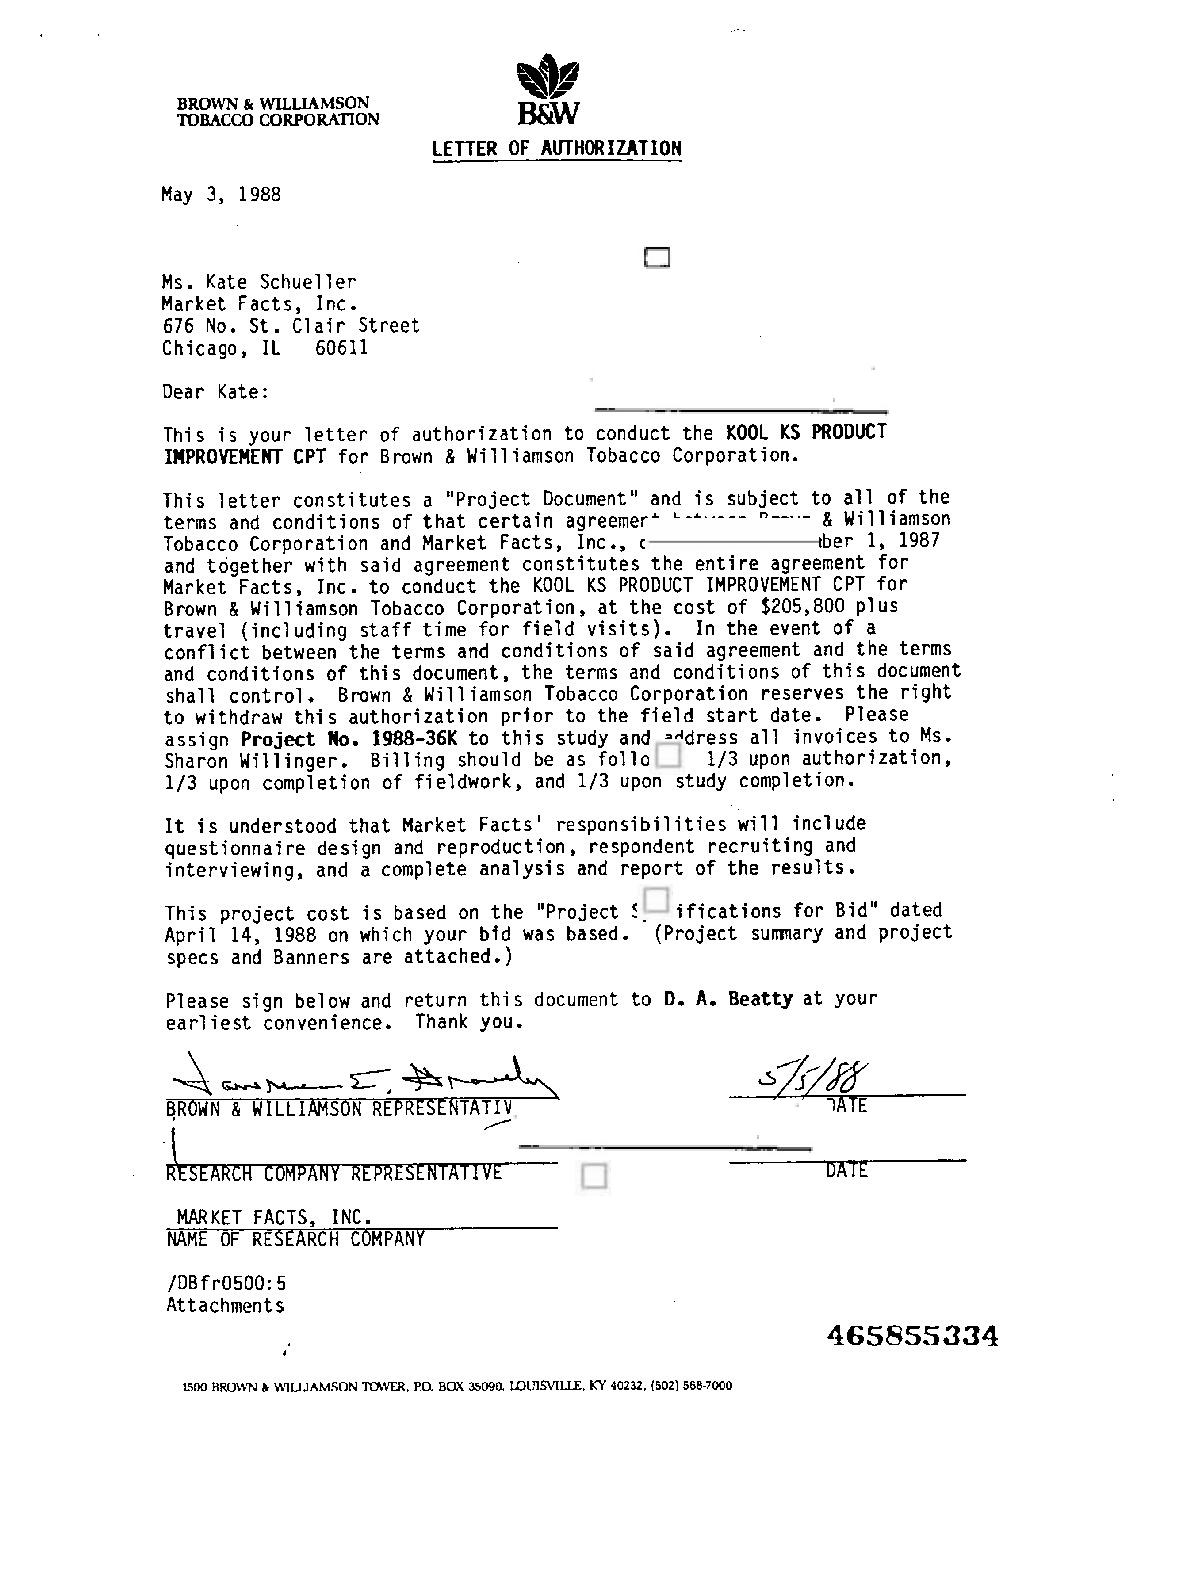 BROWN & WILLIAMSON
TOBACCO CORPORATION
B&W
LETTER OF AUTHORIZATION
May 3, 1988
Ms. Kate Schueller
Market Facts, Inc.
676 No. St. Clair Street
Chicago, IL 60611
Dear Kate:
This is your letter of authorization to conduct the KOOL KS PRODUCT
IMPROVEMENT CPT for Brown & Williamson Tobacco Corporation.
This letter constitutes a "Project Document" and is subject to all of the
terms and conditions of that certain & Williamson
Tobacco Corporation and Market Facts, Inc., 1, 1987
and together with said agreement constitutes the entire agreement for
Market Facts, Inc. to conduct the KOOL KS PRODUCT IMPROVEMENT CPT for
Brown & Williamson Tobacco Corporation, at the cost of $205,800 plus
travel (including staff time for field visits). In the event of a
conflict between the terms and conditions of said agreement and the terms
and conditions of this document, the terms and conditions of this document
shall control. Brown & Williamson Tobacco Corporation reserves the right
to withdraw this authorization prior to the field start date. Please
assign Project No. 1988-36K to this study and address all invoices to Ms.
Sharon Willinger. Billing should be as 1/3 upon authorization,
1/3 upon completion of fieldwork, and 1/3 upon study completion.
It is understood that Market Facts' responsibilities will include
questionnaire design and reproduction, respondent recruiting and
interviewing, and a complete analysis and report of the results.
This project cost is based on the "Project for Bid" dated
April 14, 1988 on which your bid was based. (Project summary and project
specs and Banners are attached.)
Please sign below and return this document to D. A. Beatty at your
earliest convenience. Thank you.
5/5/88
BROWN & WILLIAMSON REPRESENTATIV DATE
RESEARCH COMPANY REPRESENTATIVE DATE
MARKET FACTS, INC.
NAME OF RESEARCH COMPANY
/DBfr0500:5
Attachments
465855334
1500 BROWN & WILLIAMSON TOWER, P.O. BOX 35090, LOUISVILLE, KY 40232, (502) 568-7000